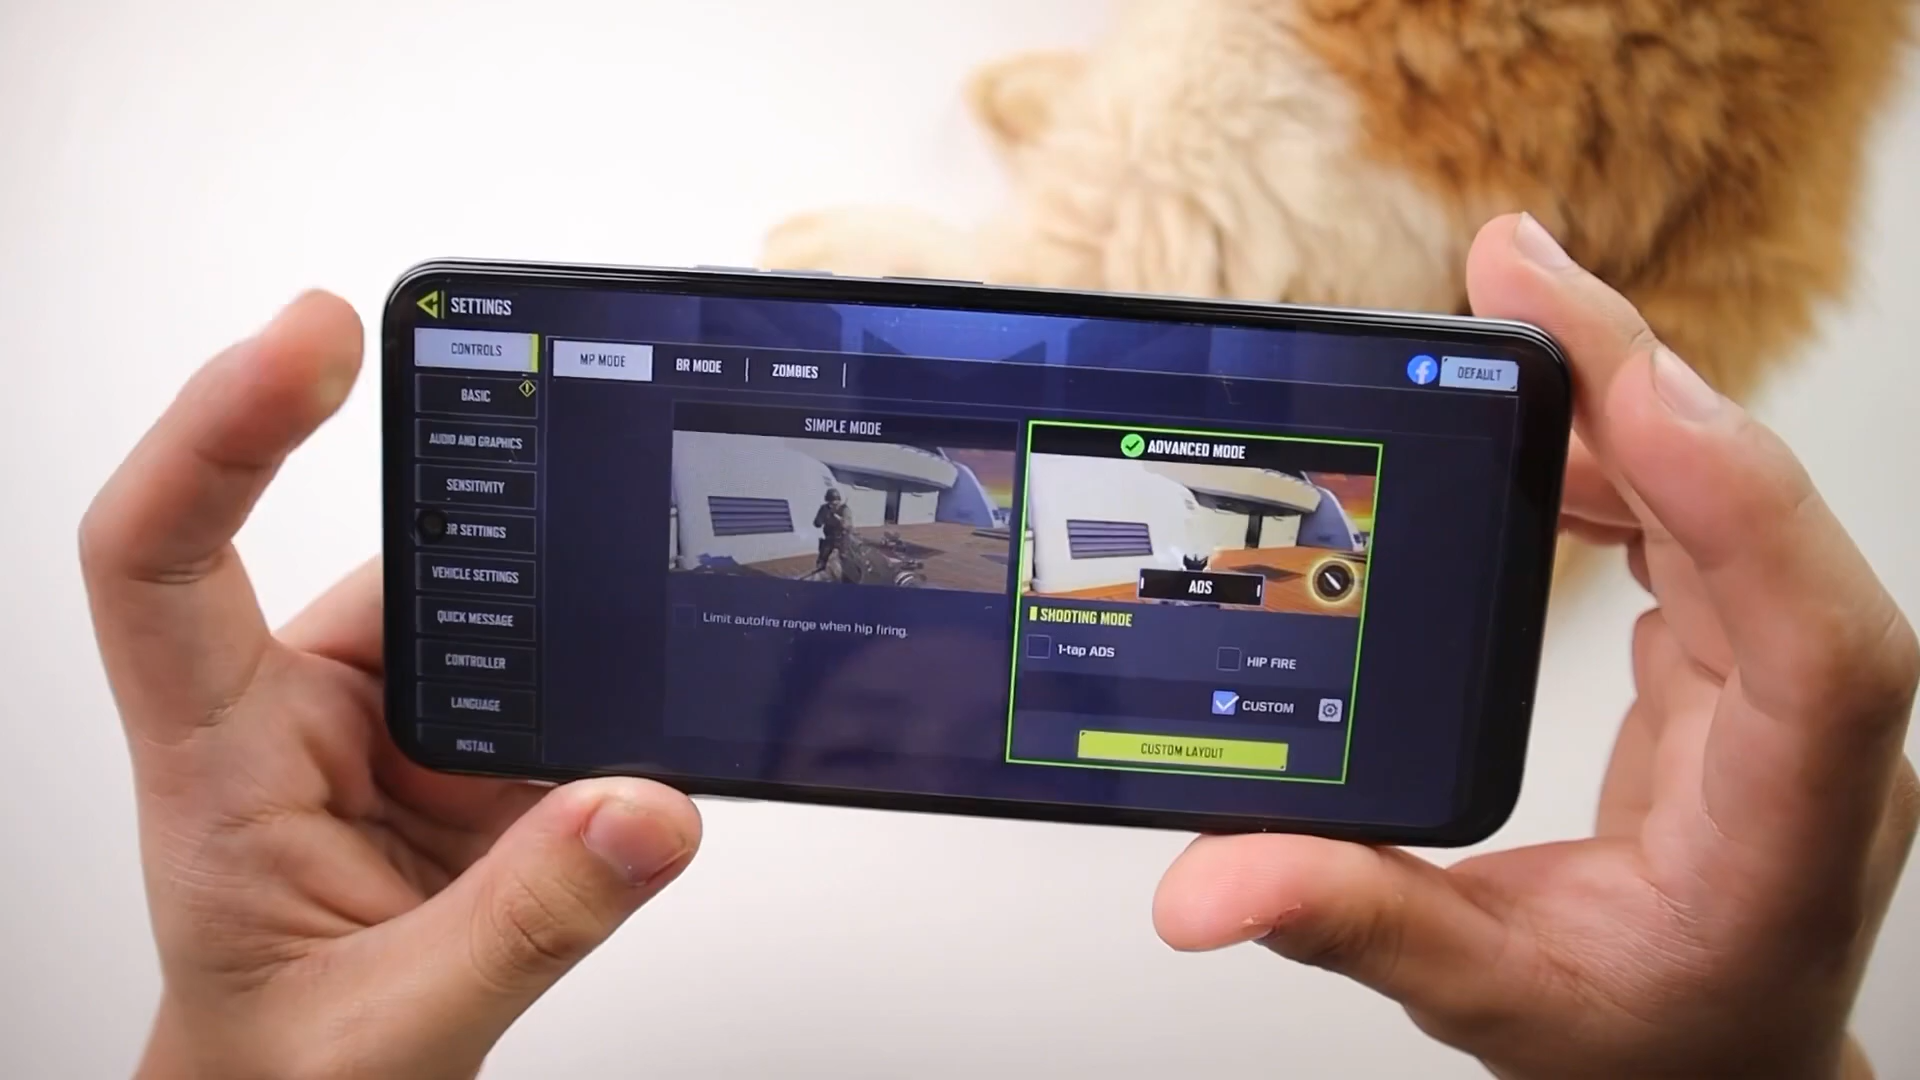 SETTINGS
CONTROLS
BASIC
AUDIO AND GRAPHICS
SENSITIVITY
BR SETTINGS
VEHICLE SETTINGS
QUICK MESSAGE
CONTROLLER
LANGUAGE
INSTALL
MP MODE
BR MODE
ZOMBIES
DEFAULT
SIMPLE MODE
Limit autofire range when hip firing.
ADVANCED MODE
ADS
SHOOTING MODE
1-tap ADS
HIP FIRE
CUSTOM
CUSTOM LAYOUT